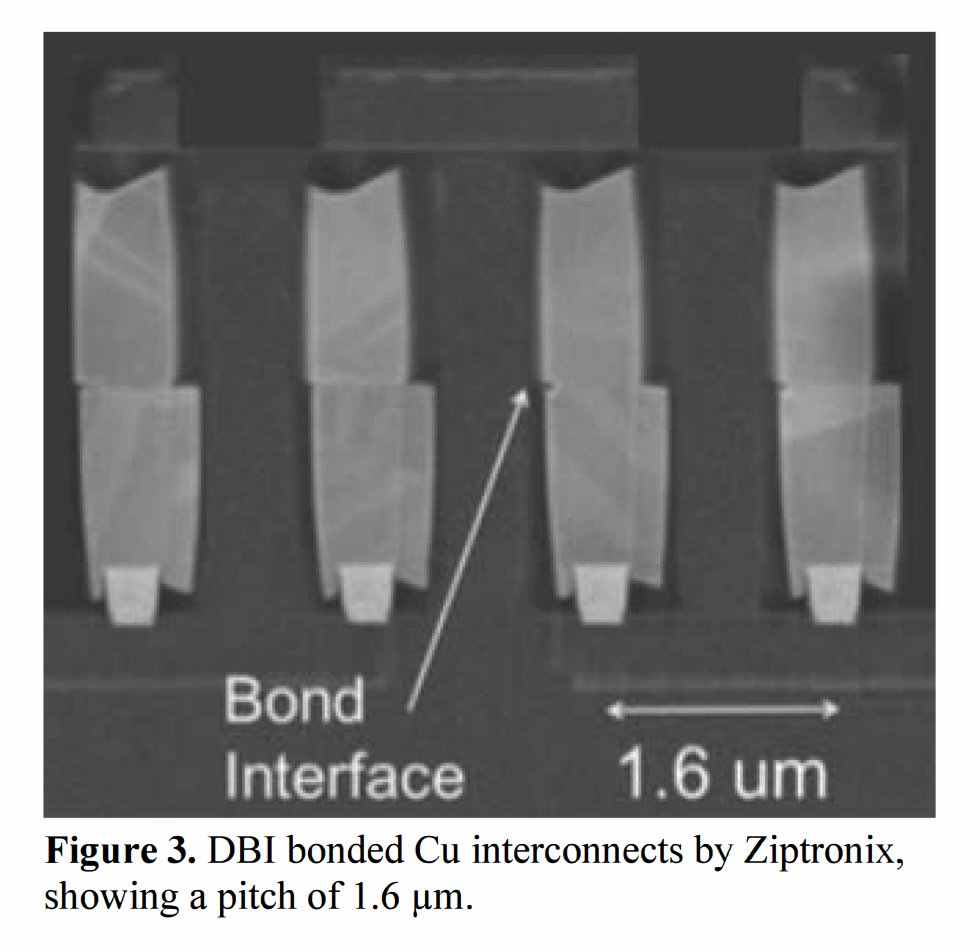 Bond
Interface
1.6 um
Figure 3. DBI bonded Cu interconnects by Ziptronix,
showing a pitch of 1.6 μm.